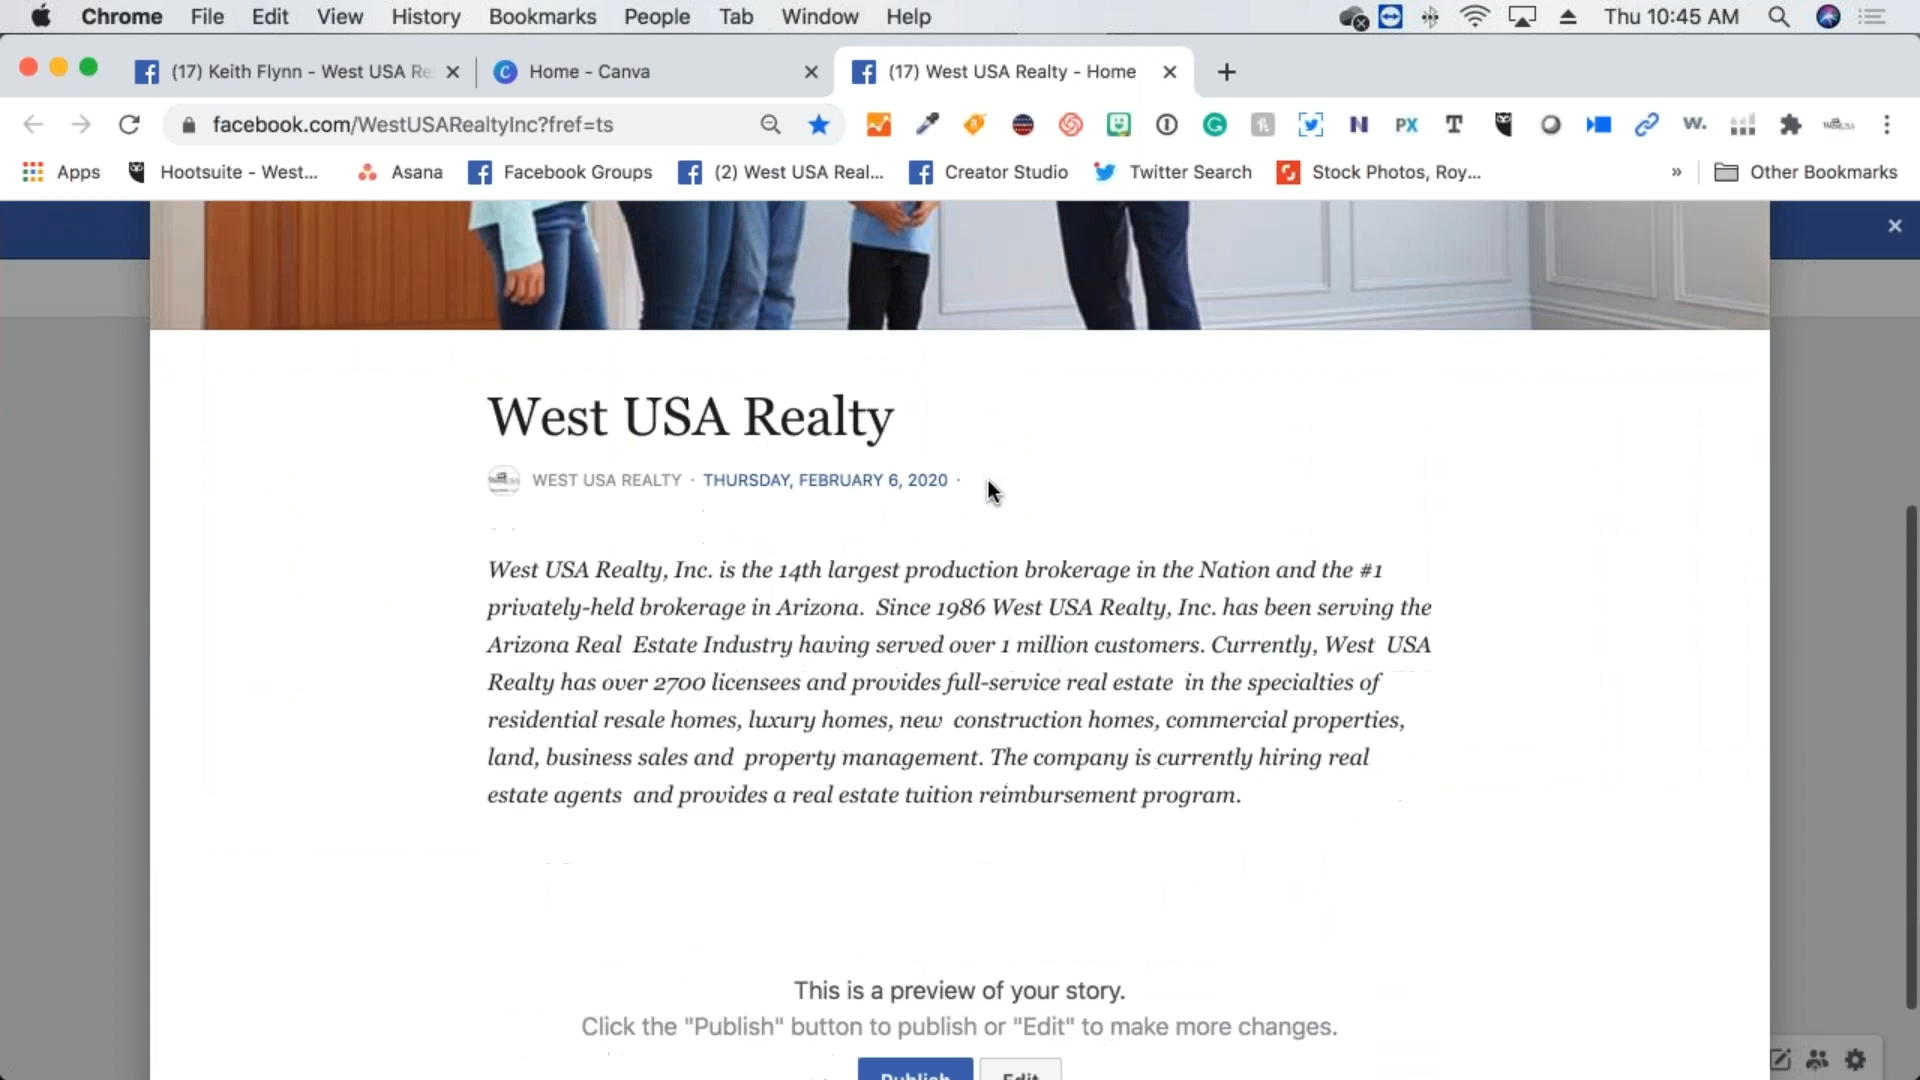 Chrome File Edit View History Bookmarks People Tab Window Help Thu 10:45 AM
(17) Keith Flynn - West USA Re Home - Canva (17) West USA Realty - Home
facebook.com/WestUSARealtyInc?fref=ts
Apps Hootsuite - West... Asana Facebook Groups (2) West USA Real... Creator Studio Twitter Search Stock Photos, Roy... » Other Bookmarks
West USA Realty
WEST USA REALTY · THURSDAY, FEBRUARY 6, 2020 ·
West USA Realty, Inc. is the 14th largest production brokerage in the Nation and the #1
privately-held brokerage in Arizona. Since 1986 West USA Realty, Inc. has been serving the
Arizona Real Estate Industry having served over 1 million customers. Currently, West USA
Realty has over 2700 licensees and provides full-service real estate in the specialties of
residential resale homes, luxury homes, new construction homes, commercial properties,
land, business sales and property management. The company is currently hiring real
estate agents and provides a real estate tuition reimbursement program.
This is a preview of your story.
Click the "Publish" button to publish or "Edit" to make more changes.
Publish Edit